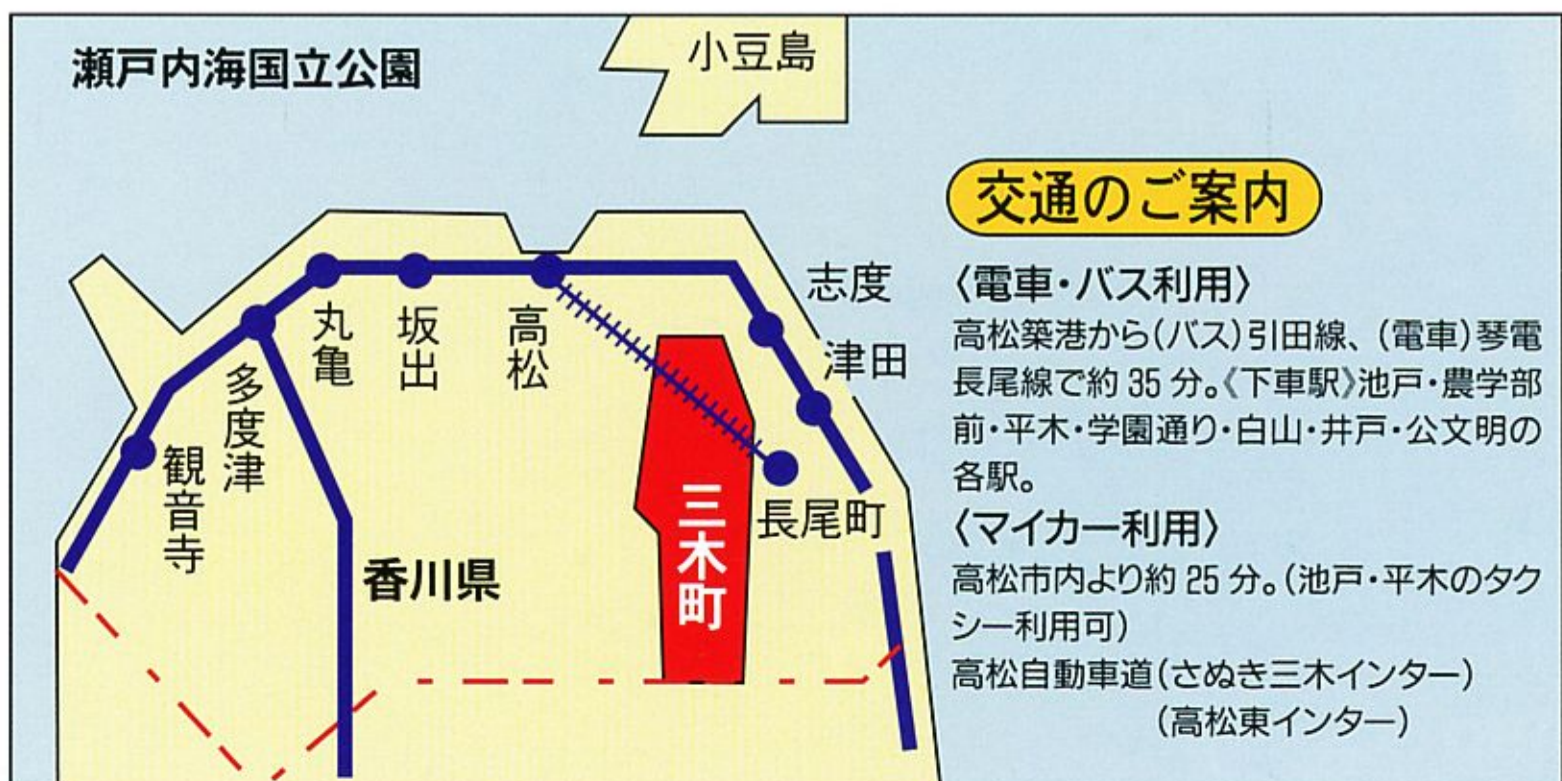 瀬戸内海国立公園
小豆島
交通のご案内
〈電車・バス利用〉
高松築港から(バス)引田線、(電車)琴電
長尾線で約35分。《下車駅》池戸・農学部
前・平木・学園通り・白山・井戸・公文明の
各駅。
〈マイカー利用〉
高松市内より約25分。(池戸・平木のタク
シー利用可)
高松自動車道(さぬき三木インター)
(高松東インター)
志度
津田
高松
坂出
丸亀
多度津
観音寺
長尾町
三木町
香川県